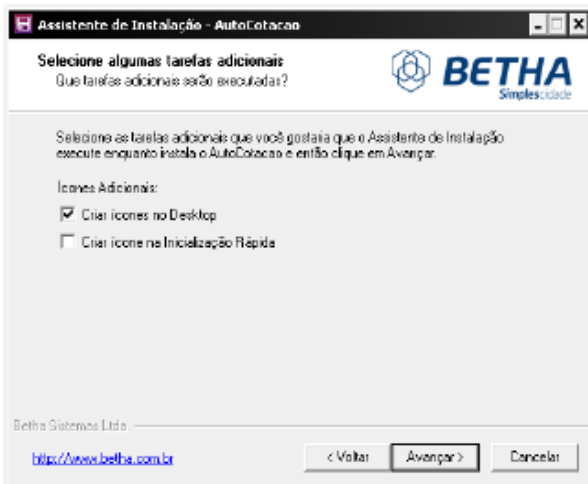 Assistente de Instalação - AutoCotacao
Selecione algumas tarefas adicionais
Que tarefas adicionais serão executadas?
BETHA
Simplescidade
Selecione as tarefas adicionais que você gostaria que o Assistente de Instalação
execute enquanto instala o AutoCotacao e então clique em Avançar.
Ícones Adicionais:
Criar ícones no Desktop
Criar ícone na Inicialização Rápida
Betha Sistemas Ltda.
http://www.betha.com.br
< Voltar
Avançar >
Cancelar